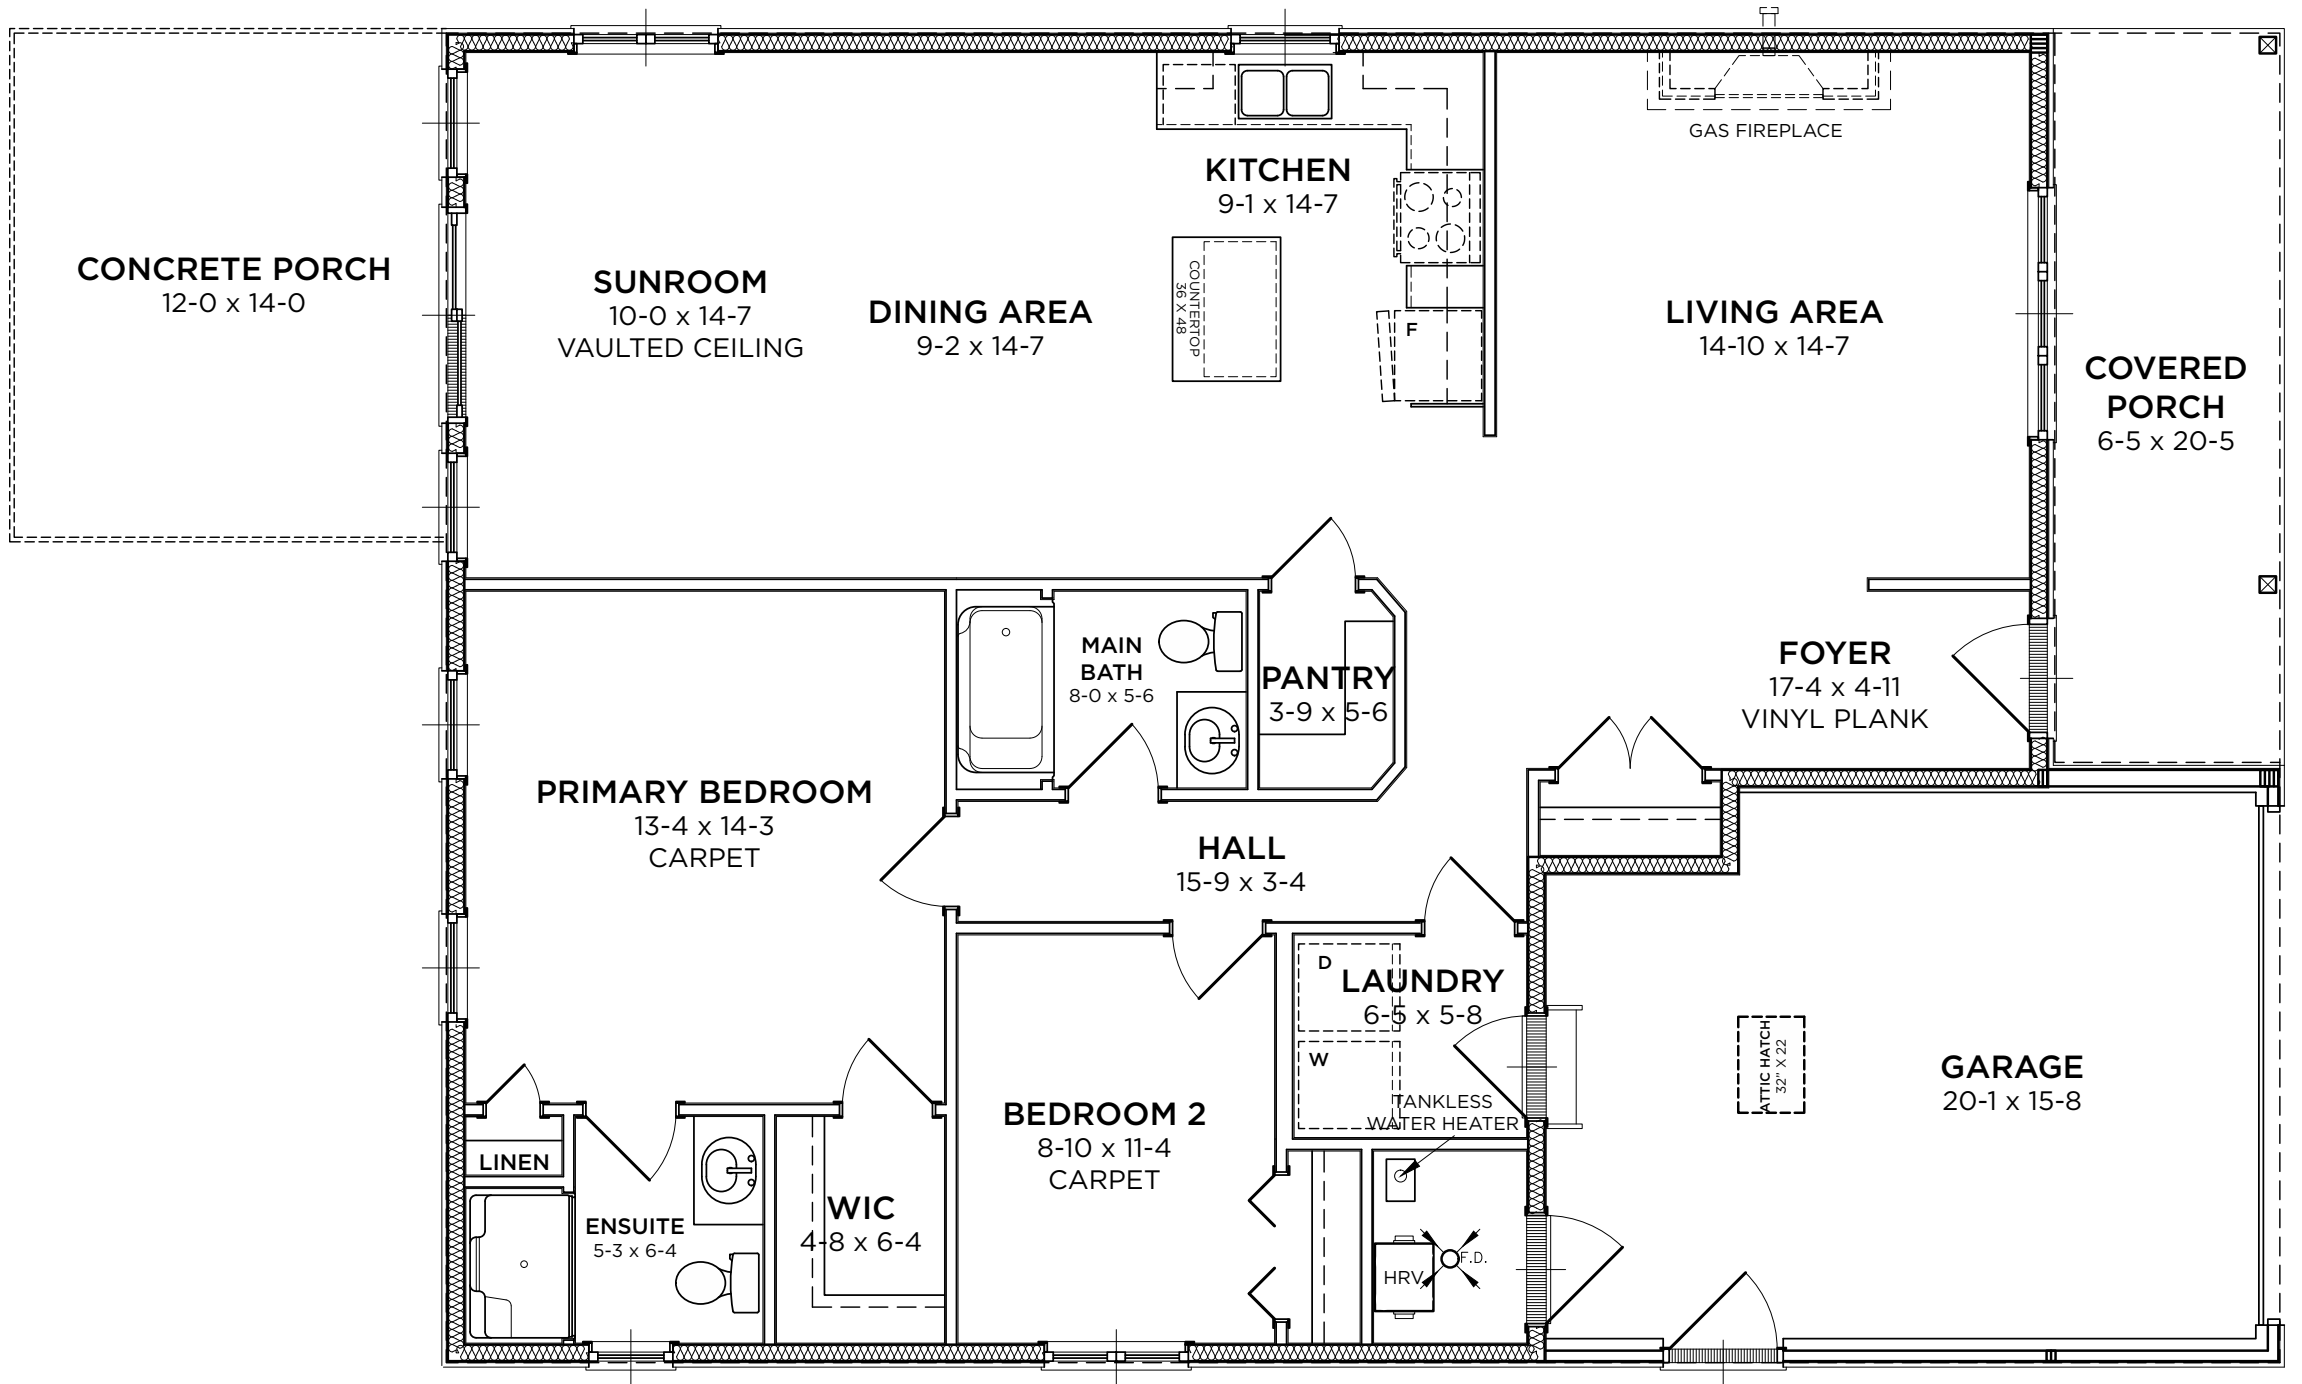 GAS FIREPLACE
KITCHEN
9-1 x 14-7
CONCRETE PORCH
12-0 x 14-0
SUNROOM
10-0 x 14-7
VAULTED CEILING
DINING AREA
9-2 x 14-7
COUNTERTOP
36 X 48
F
LIVING AREA
14-10 x 14-7
COVERED
PORCH
6-5 x 20-5
MAIN
BATH
8-0 x 5-6
PANTRY
3-9 x 5-6
FOYER
17-4 x 4-11
VINYL PLANK
PRIMARY BEDROOM
13-4 x 14-3
CARPET
HALL
15-9 x 3-4
D
LAUNDRY
6-5 x 5-8
W
TANKLESS
WATER HEATER
ATTIC HATCH
32" X 22
GARAGE
20-1 x 15-8
BEDROOM 2
8-10 x 11-4
CARPET
LINEN
ENSUITE
5-3 x 6-4
WIC
4-8 x 6-4
HRV
F.D.